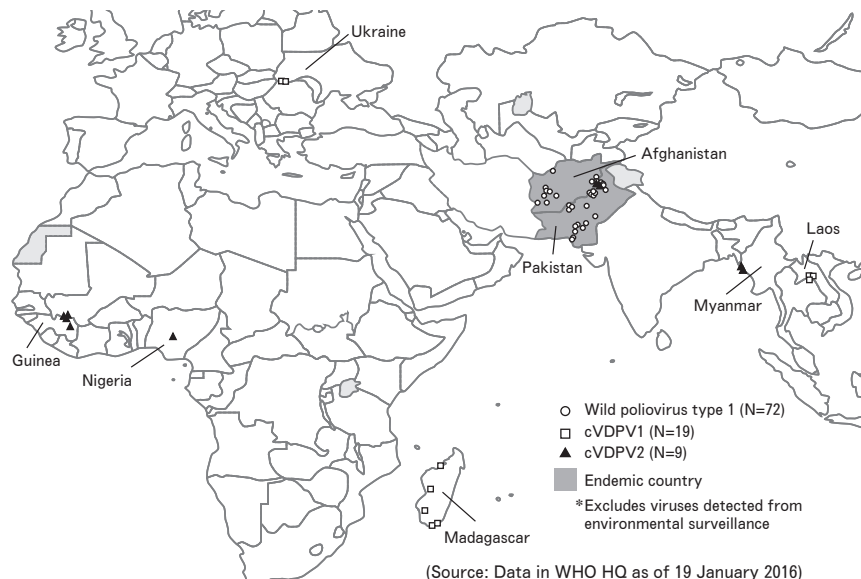 Ukraine
Afghanistan
Pakistan
Laos
Myanmar
Guinea
Nigeria
Madagascar
Wild poliovirus type 1 (N=72)
cVDPV1 (N=19)
cVDPV2 (N=9)
Endemic country
*Excludes viruses detected from
environmental surveillance
(Source: Data in WHO HQ as of 19 January 2016)